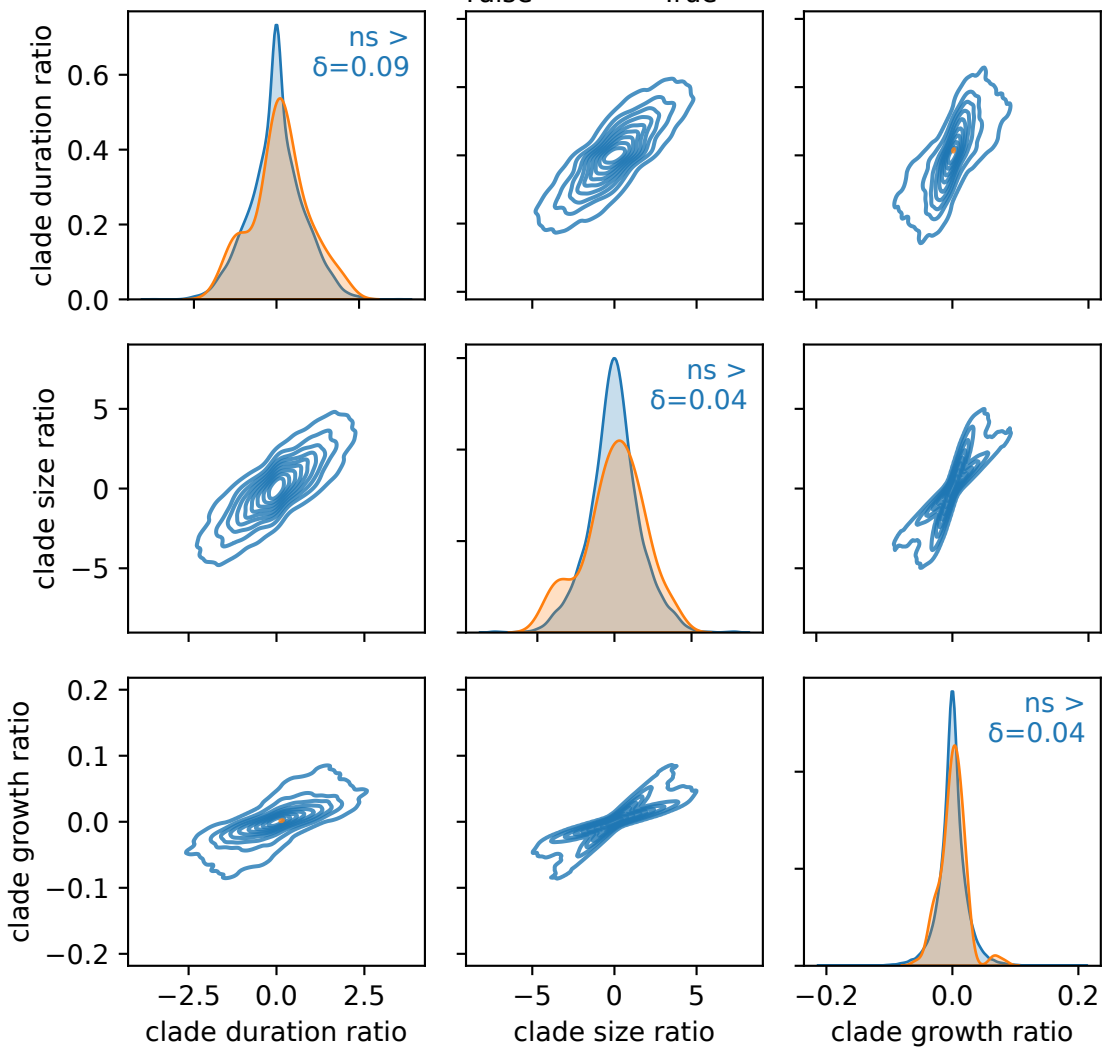 False True
clade duration ratio
0.6
0.4
0.2
0.0
ns >
δ=0.09
clade size ratio
5
0
−5
ns >
δ=0.04
clade growth ratio
0.2
0.1
0.0
−0.1
−0.2
ns >
δ=0.04
−2.5 0.0 2.5
−5 0 5
−0.2 0.0 0.2
clade duration ratio
clade size ratio
clade growth ratio